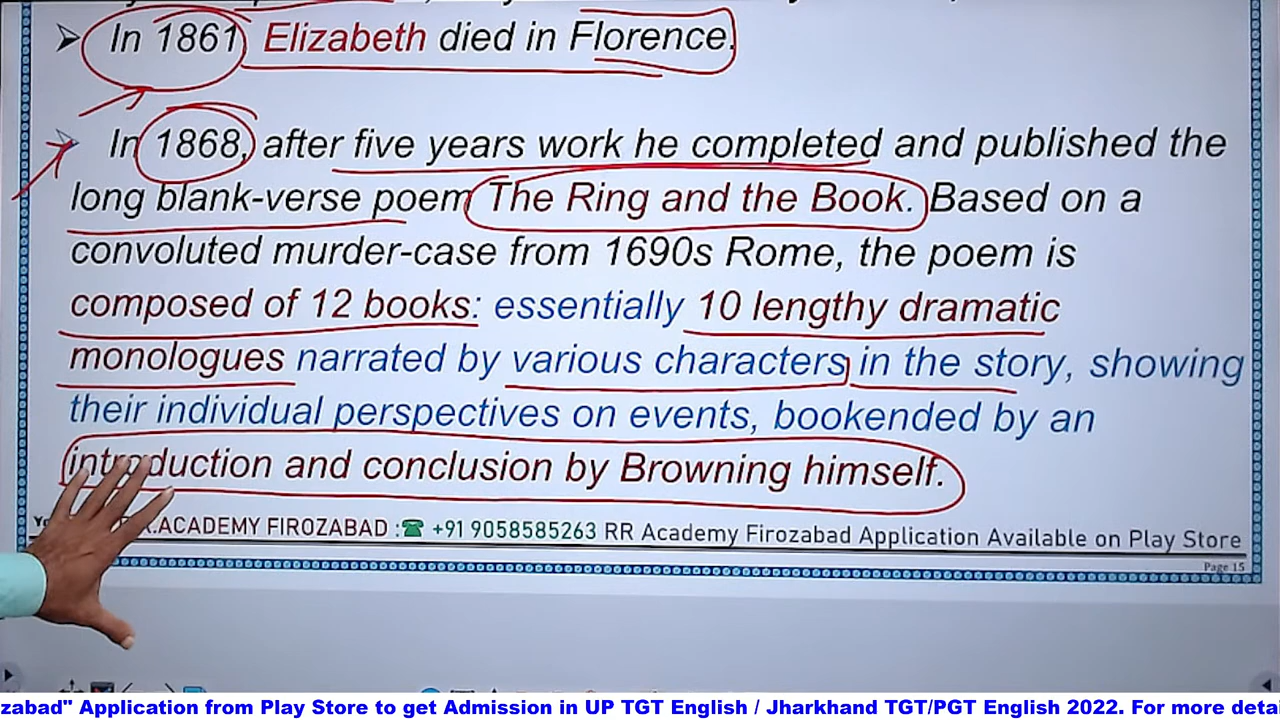 ➢ In 1861 Elizabeth died in Florence.
➢ In 1868, after five years work he completed and published the
long blank-verse poem The Ring and the Book. Based on a
convoluted murder-case from 1690s Rome, the poem is
composed of 12 books: essentially 10 lengthy dramatic
monologues narrated by various characters in the story, showing
their individual perspectives on events, bookended by an
introduction and conclusion by Browning himself.
.ACADEMY FIROZABAD :☎ +91 9058585263 RR Academy Firozabad Application Available on Play Store
Page 15
zabad" Application from Play Store to get Admission in UP TGT English / Jharkhand TGT/PGT English 2022. For more deta